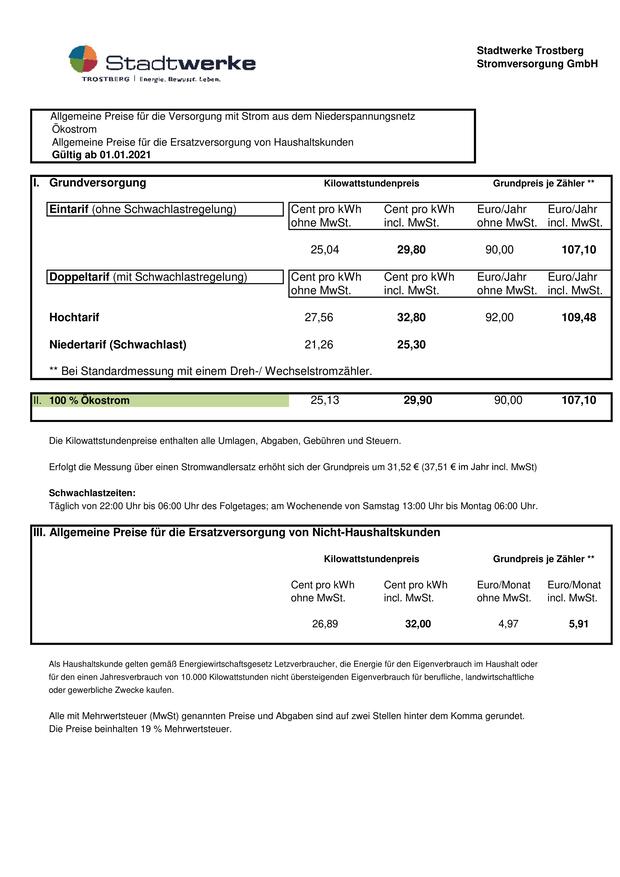 Stadtwerke
TROSTBERG | Energie. Bewusst. Leben.
Stadtwerke Trostberg
Stromversorgung GmbH
Allgemeine Preise für die Versorgung mit Strom aus dem Niederspannungsnetz
Ökostrom
Allgemeine Preise für die Ersatzversorgung von Haushaltskunden
Gültig ab 01.01.2021
I. Grundversorgung Kilowattstundenpreis Grundpreis je Zähler **
Eintarif (ohne Schwachlastregelung) Cent pro kWh Cent pro kWh Euro/Jahr Euro/Jahr
ohne MwSt. incl. MwSt. ohne MwSt. incl. MwSt.
25,04 29,80 90,00 107,10
Doppeltarif (mit Schwachlastregelung) Cent pro kWh Cent pro kWh Euro/Jahr Euro/Jahr
ohne MwSt. incl. MwSt. ohne MwSt. incl. MwSt.
Hochtarif 27,56 32,80 92,00 109,48
Niedertarif (Schwachlast) 21,26 25,30
** Bei Standardmessung mit einem Dreh-/ Wechselstromzähler.
II. 100 % Ökostrom 25,13 29,90 90,00 107,10
Die Kilowattstundenpreise enthalten alle Umlagen, Abgaben, Gebühren und Steuern.
Erfolgt die Messung über einen Stromwandlersatz erhöht sich der Grundpreis um 31,52 € (37,51 € im Jahr incl. MwSt)
Schwachlastzeiten:
Täglich von 22:00 Uhr bis 06:00 Uhr des Folgetages; am Wochenende von Samstag 13:00 Uhr bis Montag 06:00 Uhr.
III. Allgemeine Preise für die Ersatzversorgung von Nicht-Haushaltskunden
Kilowattstundenpreis Grundpreis je Zähler **
Cent pro kWh Cent pro kWh Euro/Monat Euro/Monat
ohne MwSt. incl. MwSt. ohne MwSt. incl. MwSt.
26,89 32,00 4,97 5,91
Als Haushaltskunde gelten gemäß Energiewirtschaftsgesetz Letzverbraucher, die Energie für den Eigenverbrauch im Haushalt oder
für den einen Jahresverbrauch von 10.000 Kilowattstunden nicht übersteigenden Eigenverbrauch für berufliche, landwirtschaftliche
oder gewerbliche Zwecke kaufen.
Alle mit Mehrwertsteuer (MwSt) genannten Preise und Abgaben sind auf zwei Stellen hinter dem Komma gerundet.
Die Preise beinhalten 19 % Mehrwertsteuer.